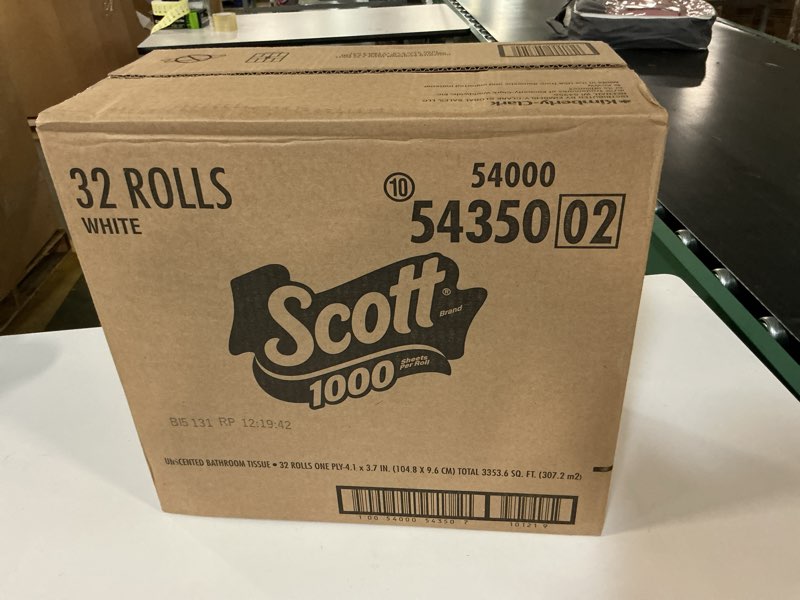 Kimberly-Clark
32 ROLLS
WHITE
10
54000
54350 02
Scott®
Brand
1000 Sheets
Per Roll
BI5 131 RP 12:19:42
UNSCENTED BATHROOM TISSUE • 32 ROLLS ONE PLY-4.1 x 3.7 IN. (104.8 X 9.6 CM) TOTAL 3353.6 SQ. FT. (307.2 m2)
1 00 54000 54350 7
10121 9